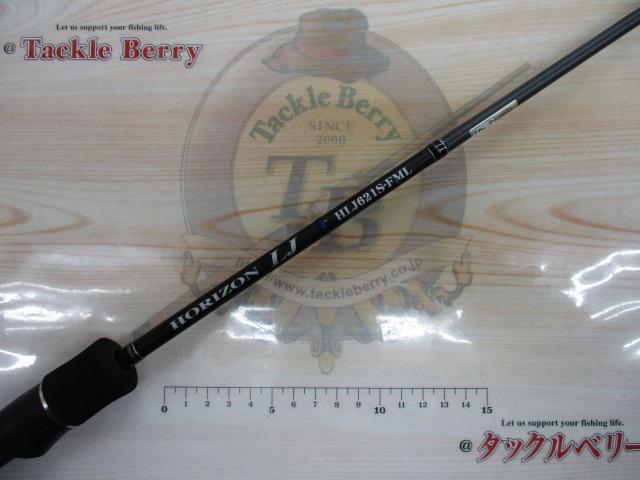 Let us support your fishing life.
@ Tackle Berry
Tackle Berry
SINCE
2000
TB
http://www.tackleberry.co.jp
HORIZON LJ HLJ621S-FML
0 1 2 3 4 5 6 7 8 9 10 11 12 13 14 15
Let us support your fishing life.
@ タックルベリー